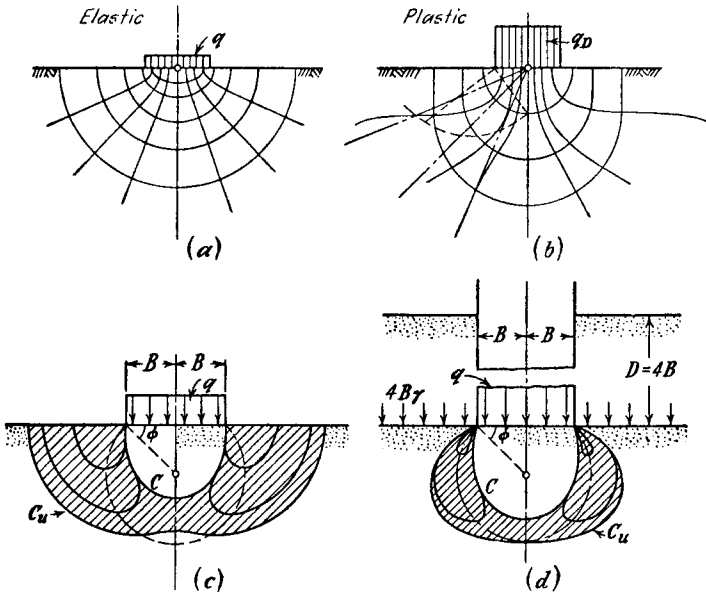 Elastic
q
(a)
Plastic
q_D
(b)
B B
q
ϕ
C
C_u
(c)
B B
D=4B
q
4Bγ
ϕ
C
C_u
(d)